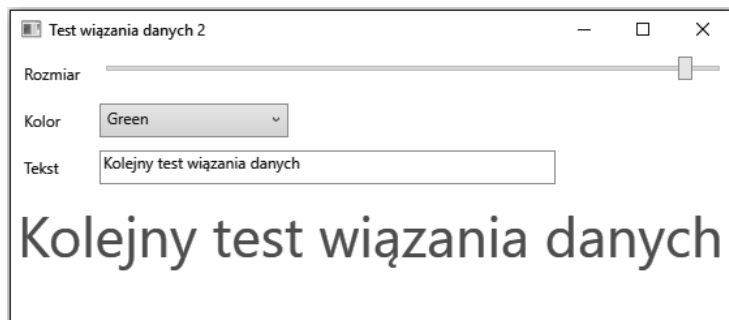 Test wiązania danych 2
Rozmiar
Kolor Green
Tekst Kolejny test wiązania danych
Kolejny test wiązania danych